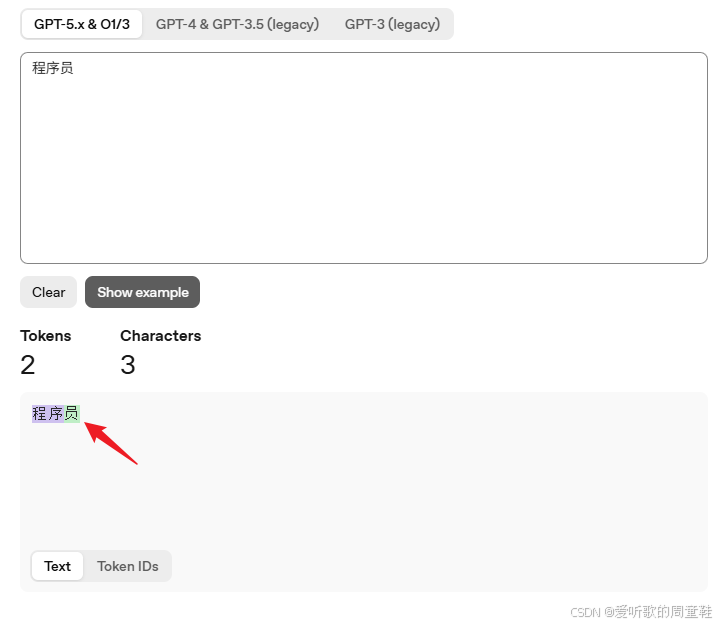 GPT-5.x & O1/3 GPT-4 & GPT-3.5 (legacy) GPT-3 (legacy)
程序员
Clear Show example
Tokens Characters
2 3
程序员
Text Token IDs
CSDN @爱听歌的周童鞋